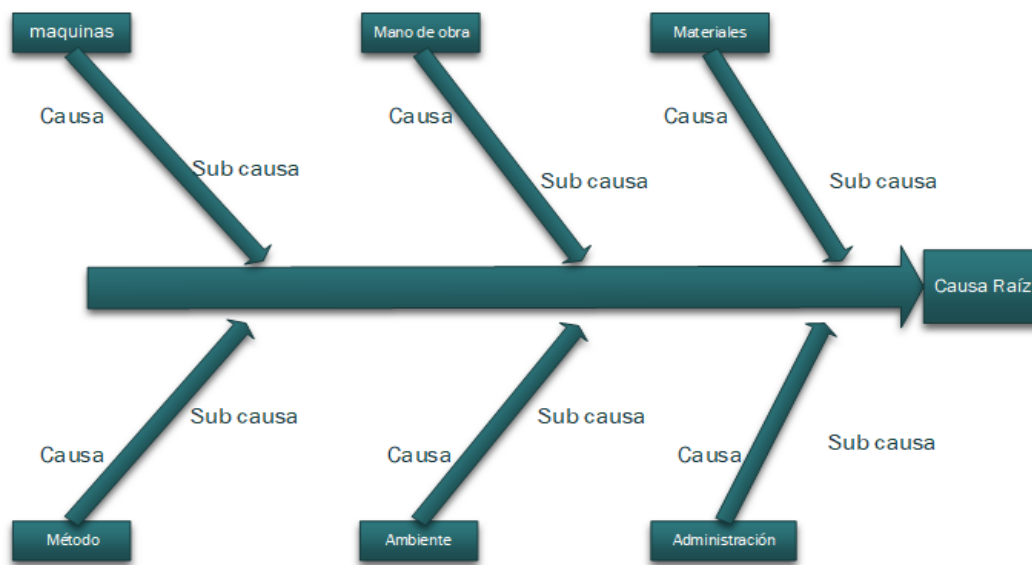 maquinas
Mano de obra
Materiales
Causa
Causa
Causa
Sub causa
Sub causa
Sub causa
Causa Raíz
Sub causa
Sub causa
Sub causa
Causa
Causa
Causa
Método
Ambiente
Administración